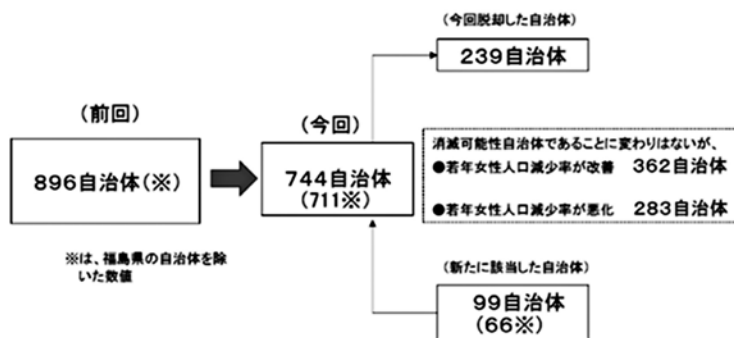 (今回脱却した自治体)
239自治体
(前回)
896自治体(※)
(今回)
744自治体
(711※)
消滅可能性自治体であることに変わりはないが、
●若年女性人口減少率が改善 362自治体
●若年女性人口減少率が悪化 283自治体
※は、福島県の自治体を除
いた数値
(新たに該当した自治体)
99自治体
(66※)